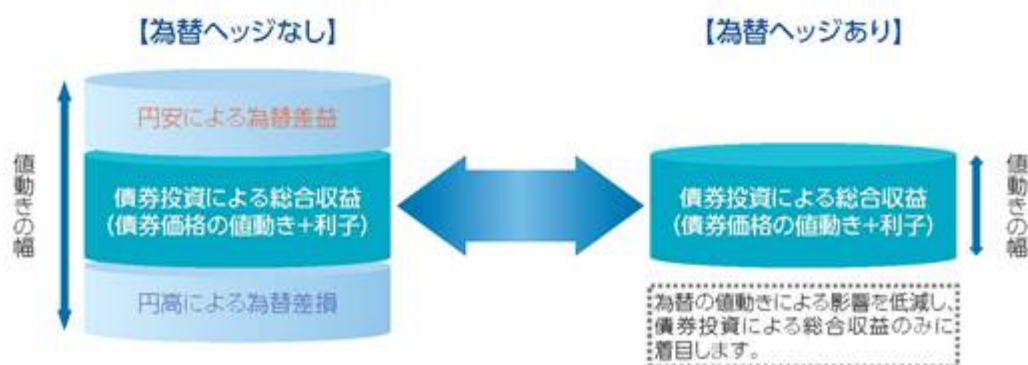 【為替ヘッジなし】
値動きの幅
円安による為替差益
債券投資による総合収益
(債券価格の値動き+利子)
円高による為替差損
【為替ヘッジあり】
債券投資による総合収益
(債券価格の値動き+利子)
値動きの幅
為替の値動きによる影響を低減し、
債券投資による総合収益のみに
着目します。